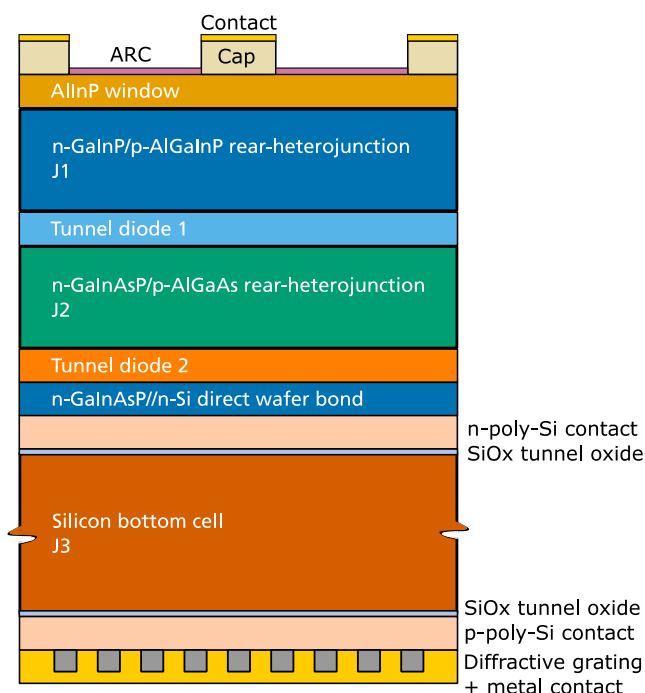 Contact
ARC
Cap
AlInP window
n-GaInP/p-AlGaInP rear-heterojunction
J1
Tunnel diode 1
n-GaInAsP/p-AlGaAs rear-heterojunction
J2
Tunnel diode 2
n-GaInAsP//n-Si direct wafer bond
n-poly-Si contact
SiOx tunnel oxide
Silicon bottom cell
J3
SiOx tunnel oxide
p-poly-Si contact
Diffractive grating
+ metal contact